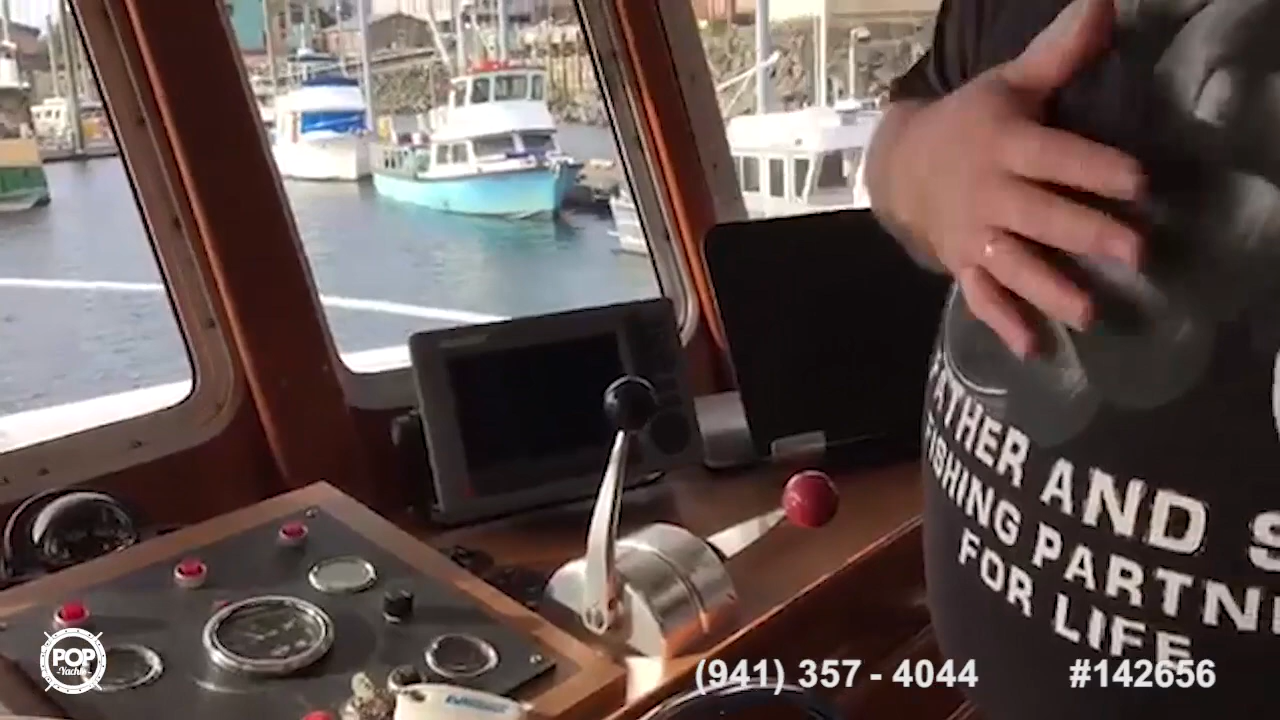 ATHER AND S
FISHING PARTN
FOR LIFE
POP
Yachts
(941) 357 - 4044
#142656